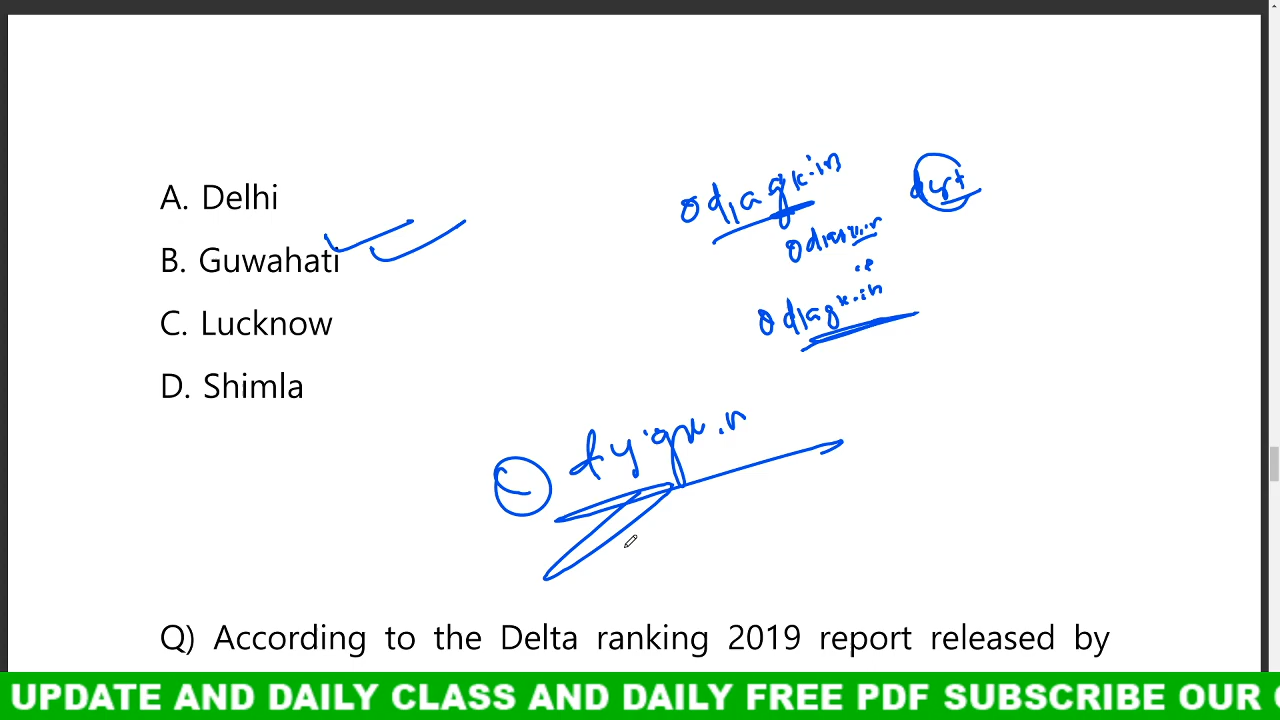 A. Delhi
B. Guwahati
C. Lucknow
D. Shimla
odiagk.in
odiagk.in
Q) According to the Delta ranking 2019 report released by
UPDATE AND DAILY CLASS AND DAILY FREE PDF SUBSCRIBE OUR